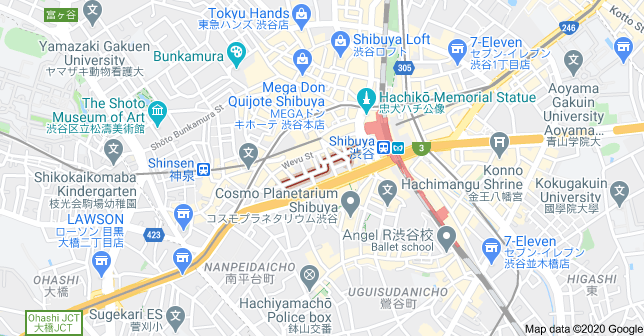 富ヶ谷
Tokyu Hands
東急ハンズ 渋谷店
Shibuya Loft
渋谷ロフト
246
Kotto St
Yamazaki Gakuen
University
ヤマザキ動物看護大
Bunkamura
7-Eleven
セブン-イレブン
渋谷1丁目店
305
Mega Don
Quijote Shibuya
MEGAドン・
キホーテ 渋谷本店
Hachikō Memorial Statue
忠犬ハチ公像
Aoyama
Gakuin
University
Aoyama...
青山学院大学
The Shoto
Museum of Art
渋谷区立松濤美術館
Shōto Bunkamura St
Shibuya
渋谷
3
Wevu St
Shinsen
神泉
Shikokaikomaba
Kindergarten
枝光会駒場幼稚園
Konno
Hachimangu Shrine
金王八幡宮
Kokugakuin
University
國學院大學
Cosmo Planetarium
Shibuya
コスモプラネタリウム渋谷
LAWSON
ローソン 目黒
大橋二丁目店
423
Angel R渋谷校
Ballet school
7-Eleven
セブン-イレブン
渋谷並木橋店
OHASHI
大橋
NANPEIDAICHO
南平台町
HIGASHI
東
Hachiyamachō
Police box
鉢山交番
UGUISUDANICHO
鶯谷町
Ohashi JCT
大橋JCT
Sugekari ES
菅刈小
Map data ©2020 Google